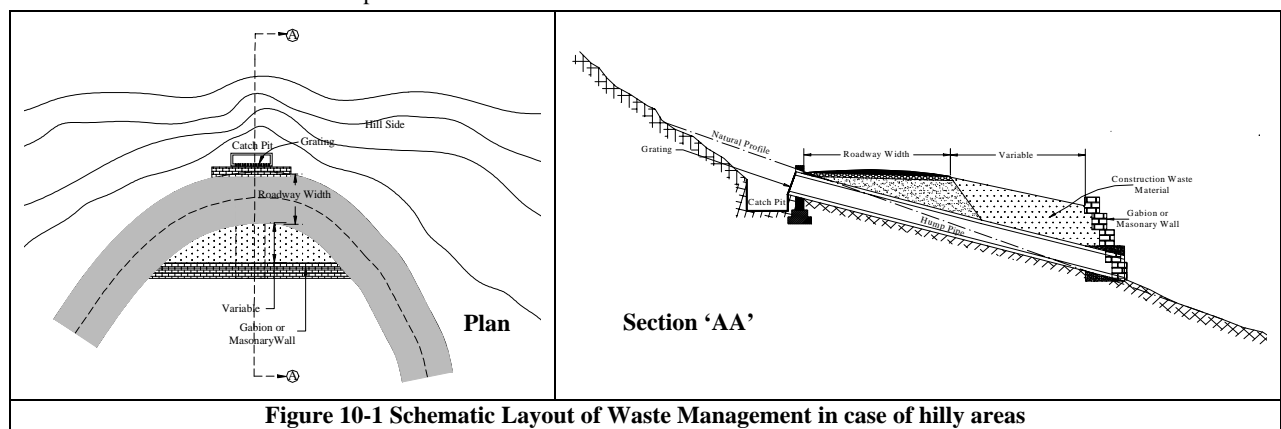 A
Hill Side
Catch Pit
Grating
Roadway Width
Variable
Gabion or
MasonaryWall
A
Plan
Natural Profile
Grating
Roadway Width
Variable
Construction Waste
Material
Catch Pit
Hump Pipe
Gabion or
Masonary Wall
Section ‘AA’
Figure 10-1 Schematic Layout of Waste Management in case of hilly areas